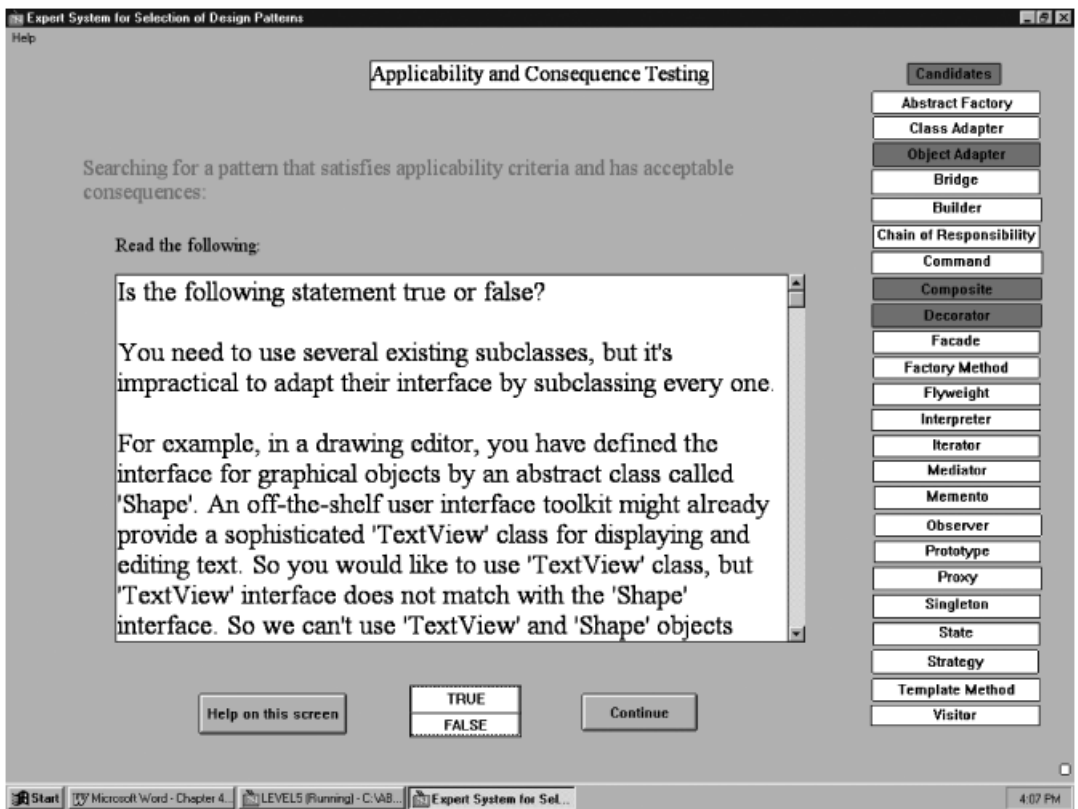 Expert System for Selection of Design Patterns
Help
Applicability and Consequence Testing
Searching for a pattern that satisfies applicability criteria and has acceptable
consequences:
Read the following:
Is the following statement true or false?
You need to use several existing subclasses, but it's
impractical to adapt their interface by subclassing every one.
For example, in a drawing editor, you have defined the
interface for graphical objects by an abstract class called
'Shape'. An off-the-shelf user interface toolkit might already
provide a sophisticated 'TextView' class for displaying and
editing text. So you would like to use 'TextView' class, but
'TextView' interface does not match with the 'Shape'
interface. So we can't use 'TextView' and 'Shape' objects
Help on this screen
TRUE
FALSE
Continue
Candidates
Abstract Factory
Class Adapter
Object Adapter
Bridge
Builder
Chain of Responsibility
Command
Composite
Decorator
Facade
Factory Method
Flyweight
Interpreter
Iterator
Mediator
Memento
Observer
Prototype
Proxy
Singleton
State
Strategy
Template Method
Visitor
Start
Microsoft Word - Chapter 4...
LEVEL5 (Running) - C:\AB...
Expert System for Sel...
4:07 PM